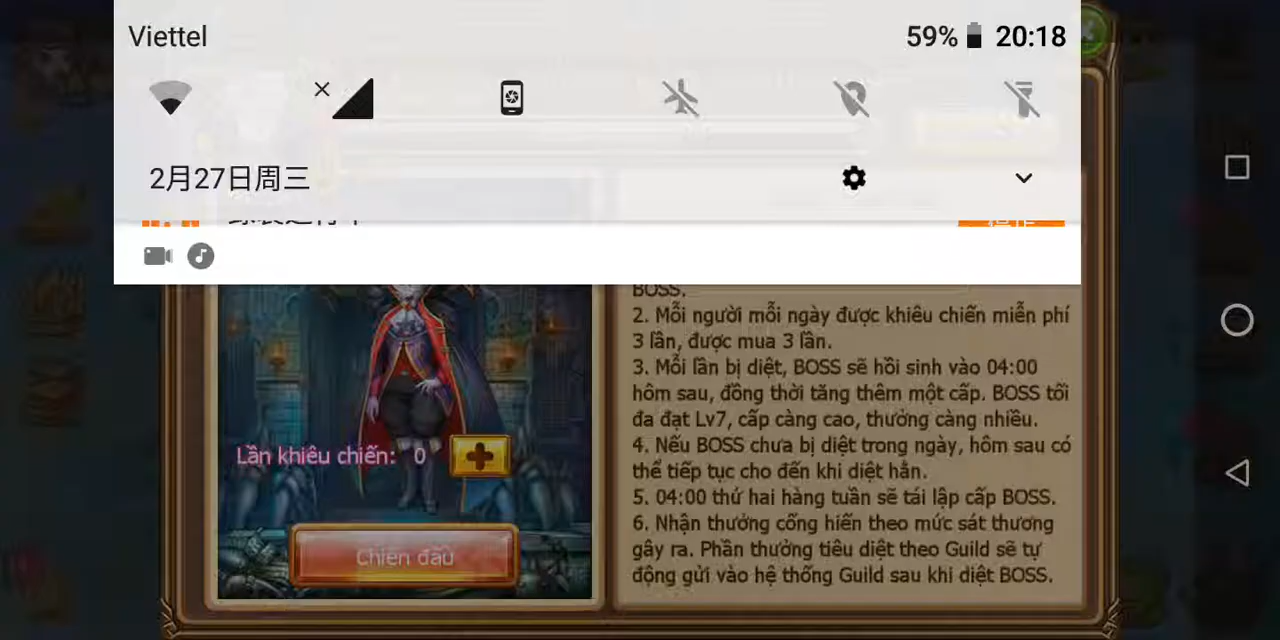 Viettel
59% 20:18
2月27日周三
BOSS.
2. Mỗi người mỗi ngày được khiêu chiến miễn phí
3 lần, được mua 3 lần.
3. Mỗi lần bị diệt, BOSS sẽ hồi sinh vào 04:00
hôm sau, đồng thời tăng thêm một cấp. BOSS tối
đa đạt Lv7, cấp càng cao, thưởng càng nhiều.
4. Nếu BOSS chưa bị diệt trong ngày, hôm sau có
thể tiếp tục cho đến khi diệt hẳn.
5. 04:00 thứ hai hàng tuần sẽ tái lập cấp BOSS.
6. Nhận thưởng cống hiến theo mức sát thương
gây ra. Phần thưởng tiêu diệt theo Guild sẽ tự
động gửi vào hệ thống Guild sau khi diệt BOSS.
Lần khiêu chiến: 0
Chiến đấu